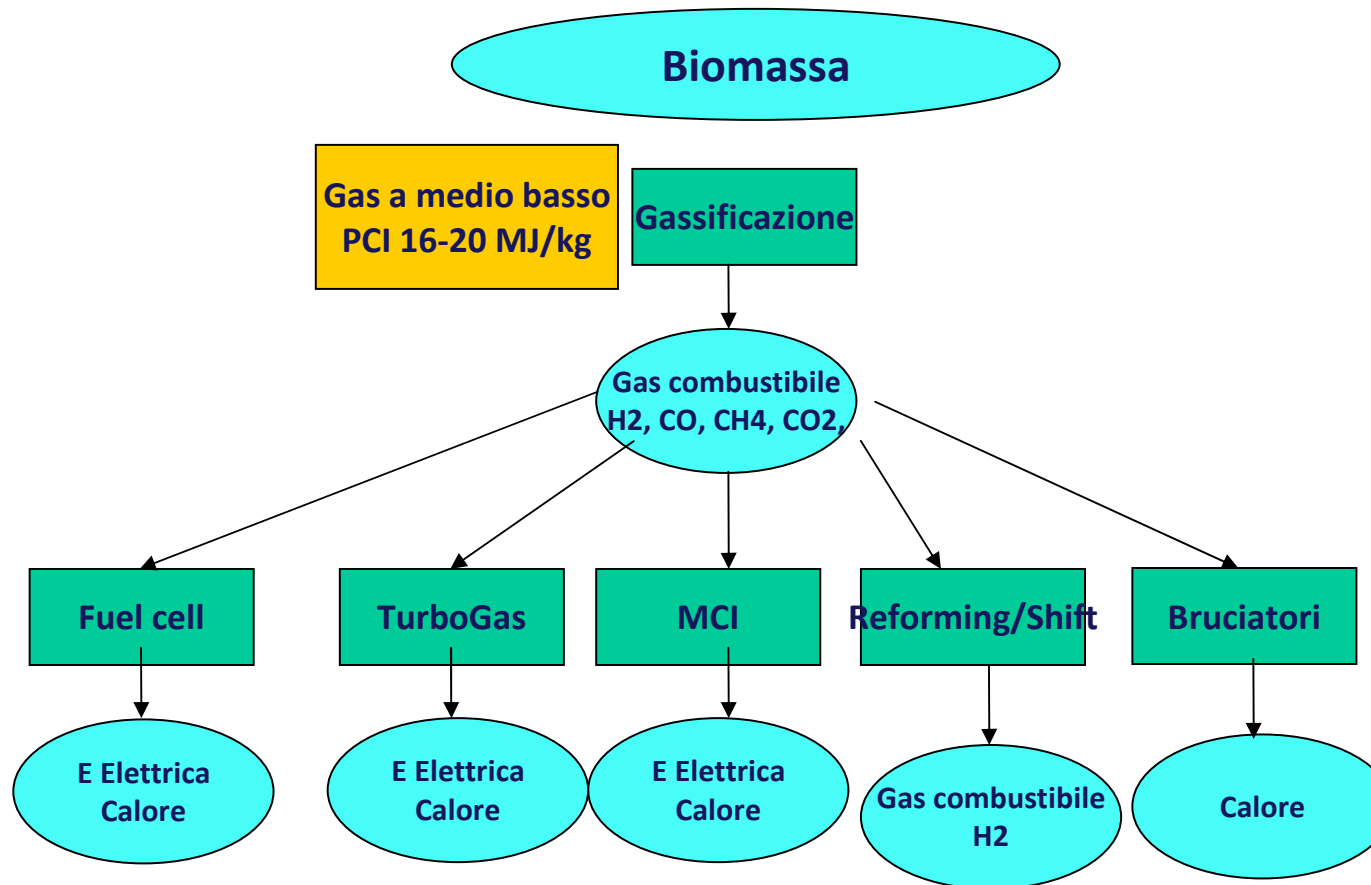 Biomassa
Gas a medio basso
PCI 16-20 MJ/kg
Gassificazione
Gas combustibile
H2, CO, CH4, CO2,
Fuel cell
TurboGas
MCI
Reforming/Shift
Bruciatori
E Elettrica
Calore
E Elettrica
Calore
E Elettrica
Calore
Gas combustibile
H2
Calore